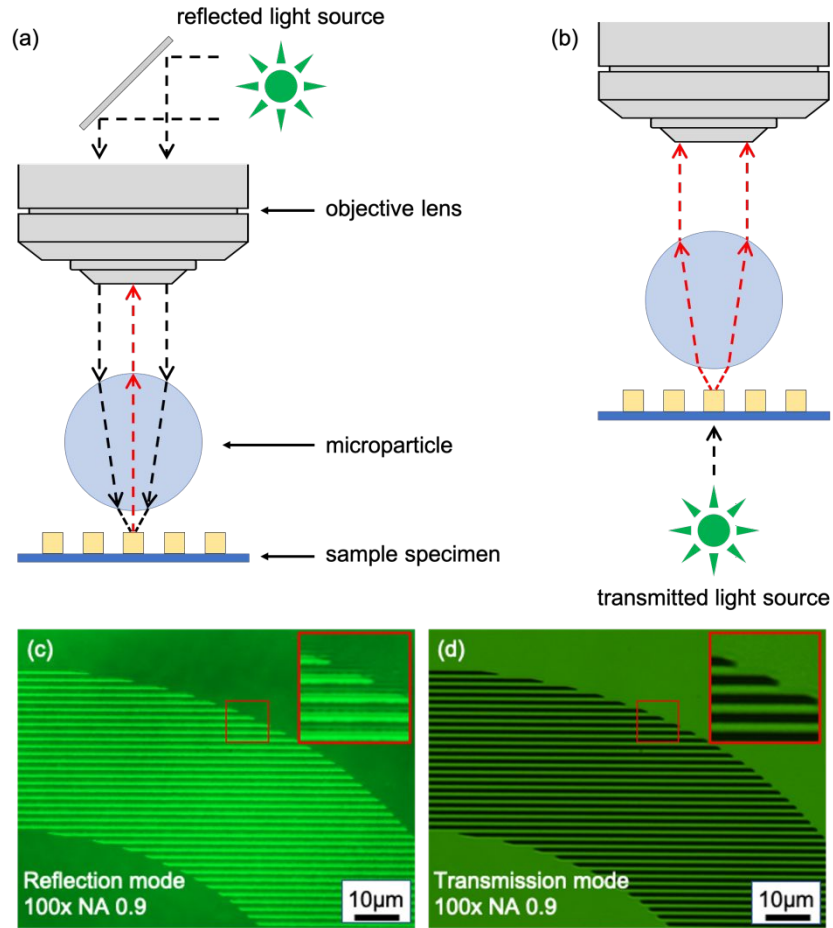 (a)
reflected light source
objective lens
microparticle
sample specimen
(b)
transmitted light source
(c)
Reflection mode
100x NA 0.9
10μm
(d)
Transmission mode
100x NA 0.9
10μm